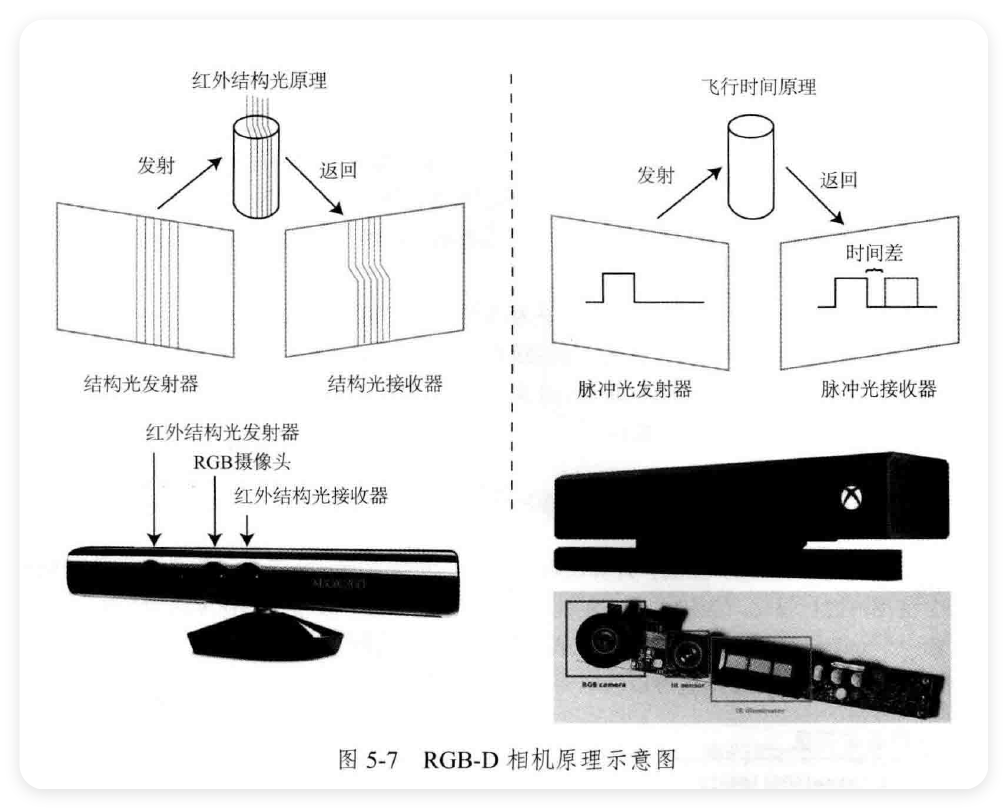 红外结构光原理
发射
返回
结构光发射器
结构光接收器
红外结构光发射器
RGB摄像头
红外结构光接收器
飞行时间原理
发射
返回
时间差
脉冲光发射器
脉冲光接收器
RGB camera
IR sensor
IR illuminator
图 5-7 RGB-D 相机原理示意图